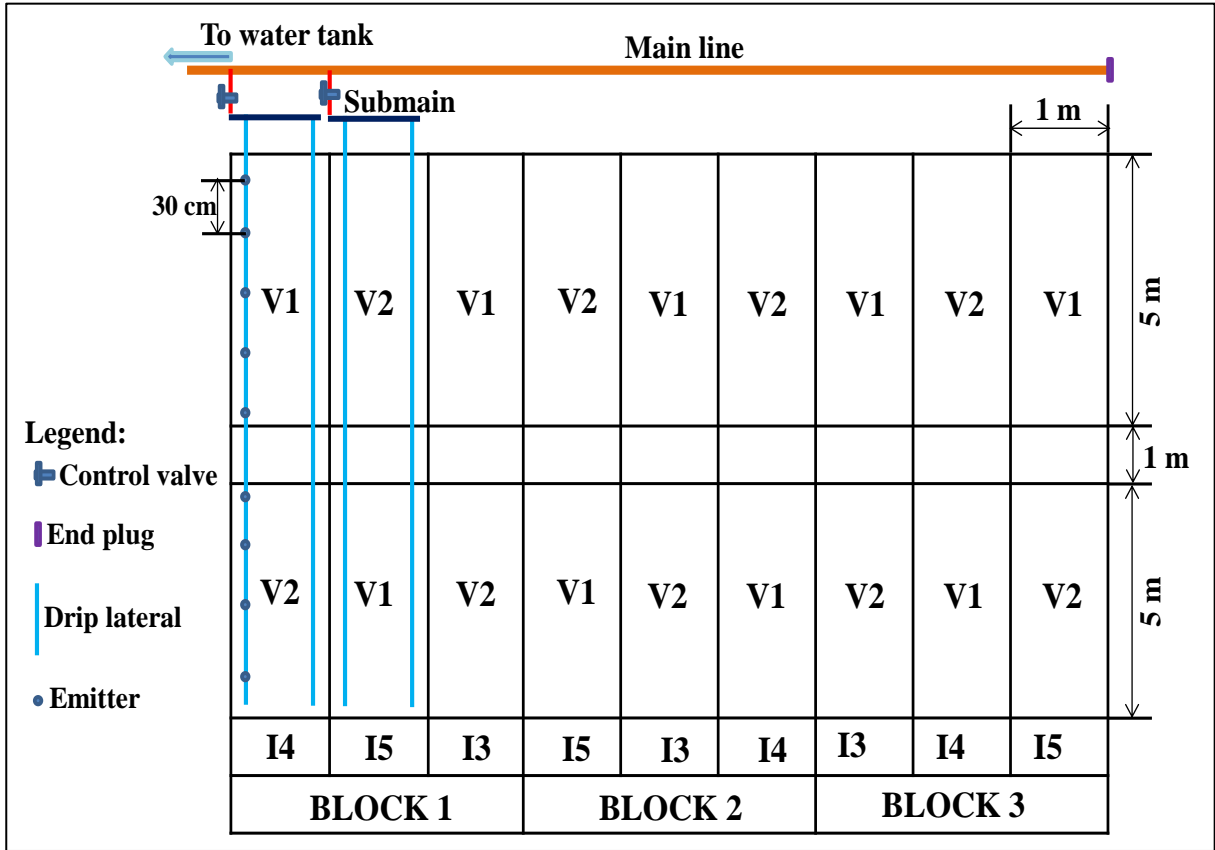 To water tank
Main line
Submain
1 m
30 cm
V1 V2 V1 V2 V1 V2 V1 V2 V1
5 m
Legend:
Control valve
1 m
End plug
V2 V1 V2 V1 V2 V1 V2 V1 V2
5 m
Drip lateral
Emitter
I4 I5 I3 I5 I3 I4 I3 I4 I5
BLOCK 1 BLOCK 2 BLOCK 3